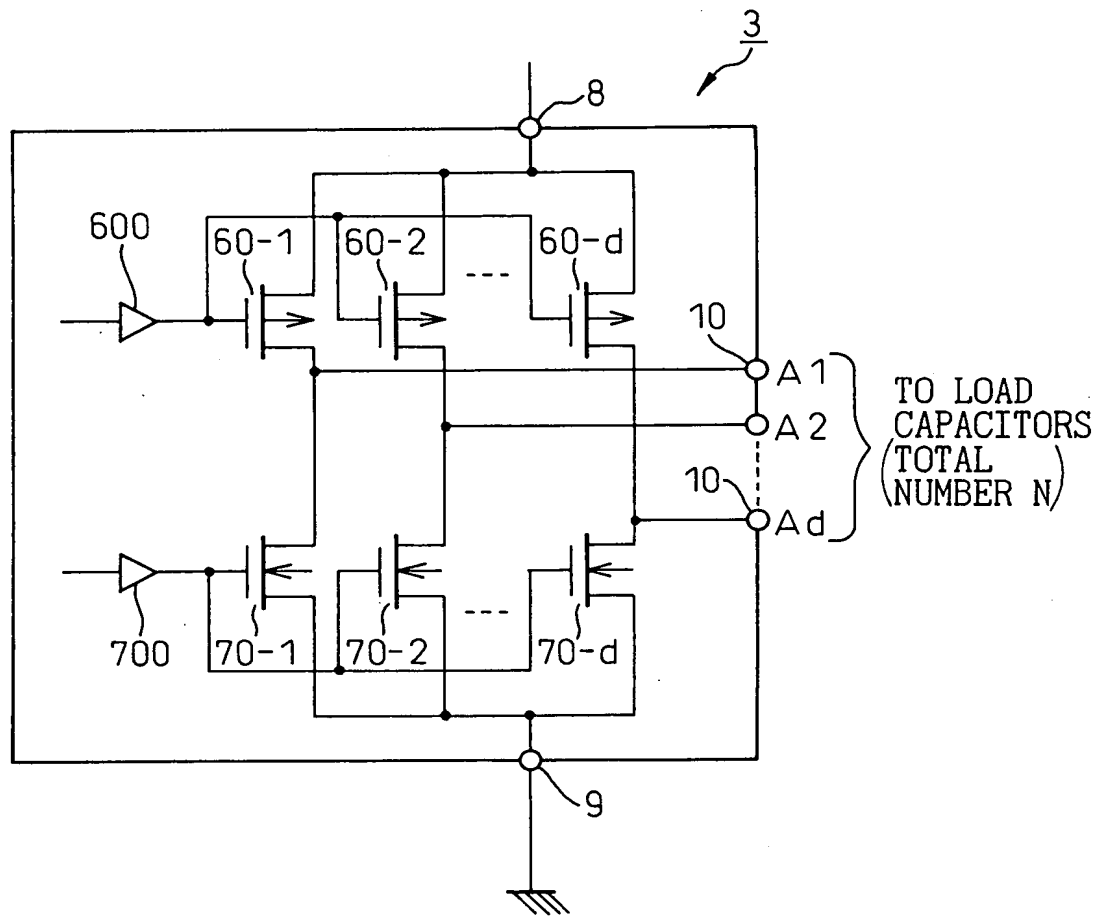 3
8
600
60-1
60-2
60-d
---
10
A1
A2
10
Ad
TO LOAD
CAPACITORS
(TOTAL
NUMBER N)
700
70-1
70-2
---
70-d
9